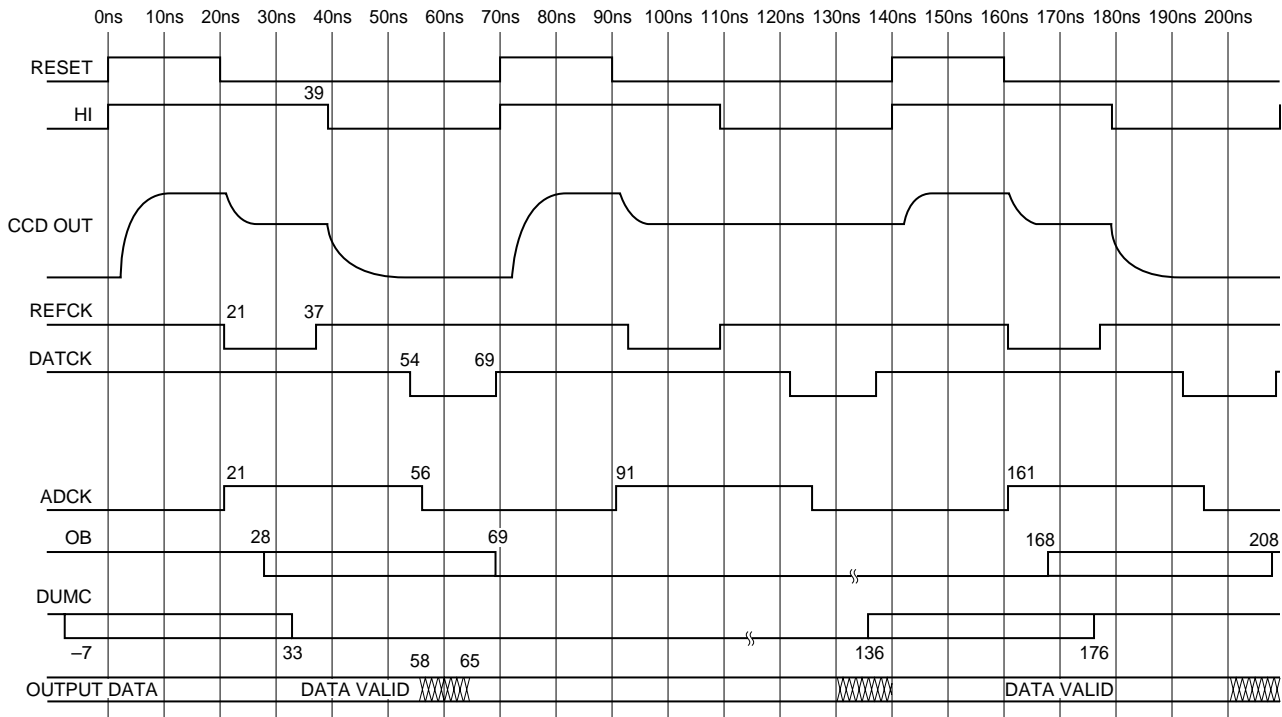 0ns 10ns 20ns 30ns 40ns 50ns 60ns 70ns 80ns 90ns 100ns 110ns 120ns 130ns 140ns 150ns 160ns 170ns 180ns 190ns 200ns
RESET
39
HI
CCD OUT
REFCK 21 37
DATCK 54 69
ADCK 21 56 91 161
OB 28 69 168 208
DUMC
–7 33 136 176
58 65
OUTPUT DATA DATA VALID DATA VALID